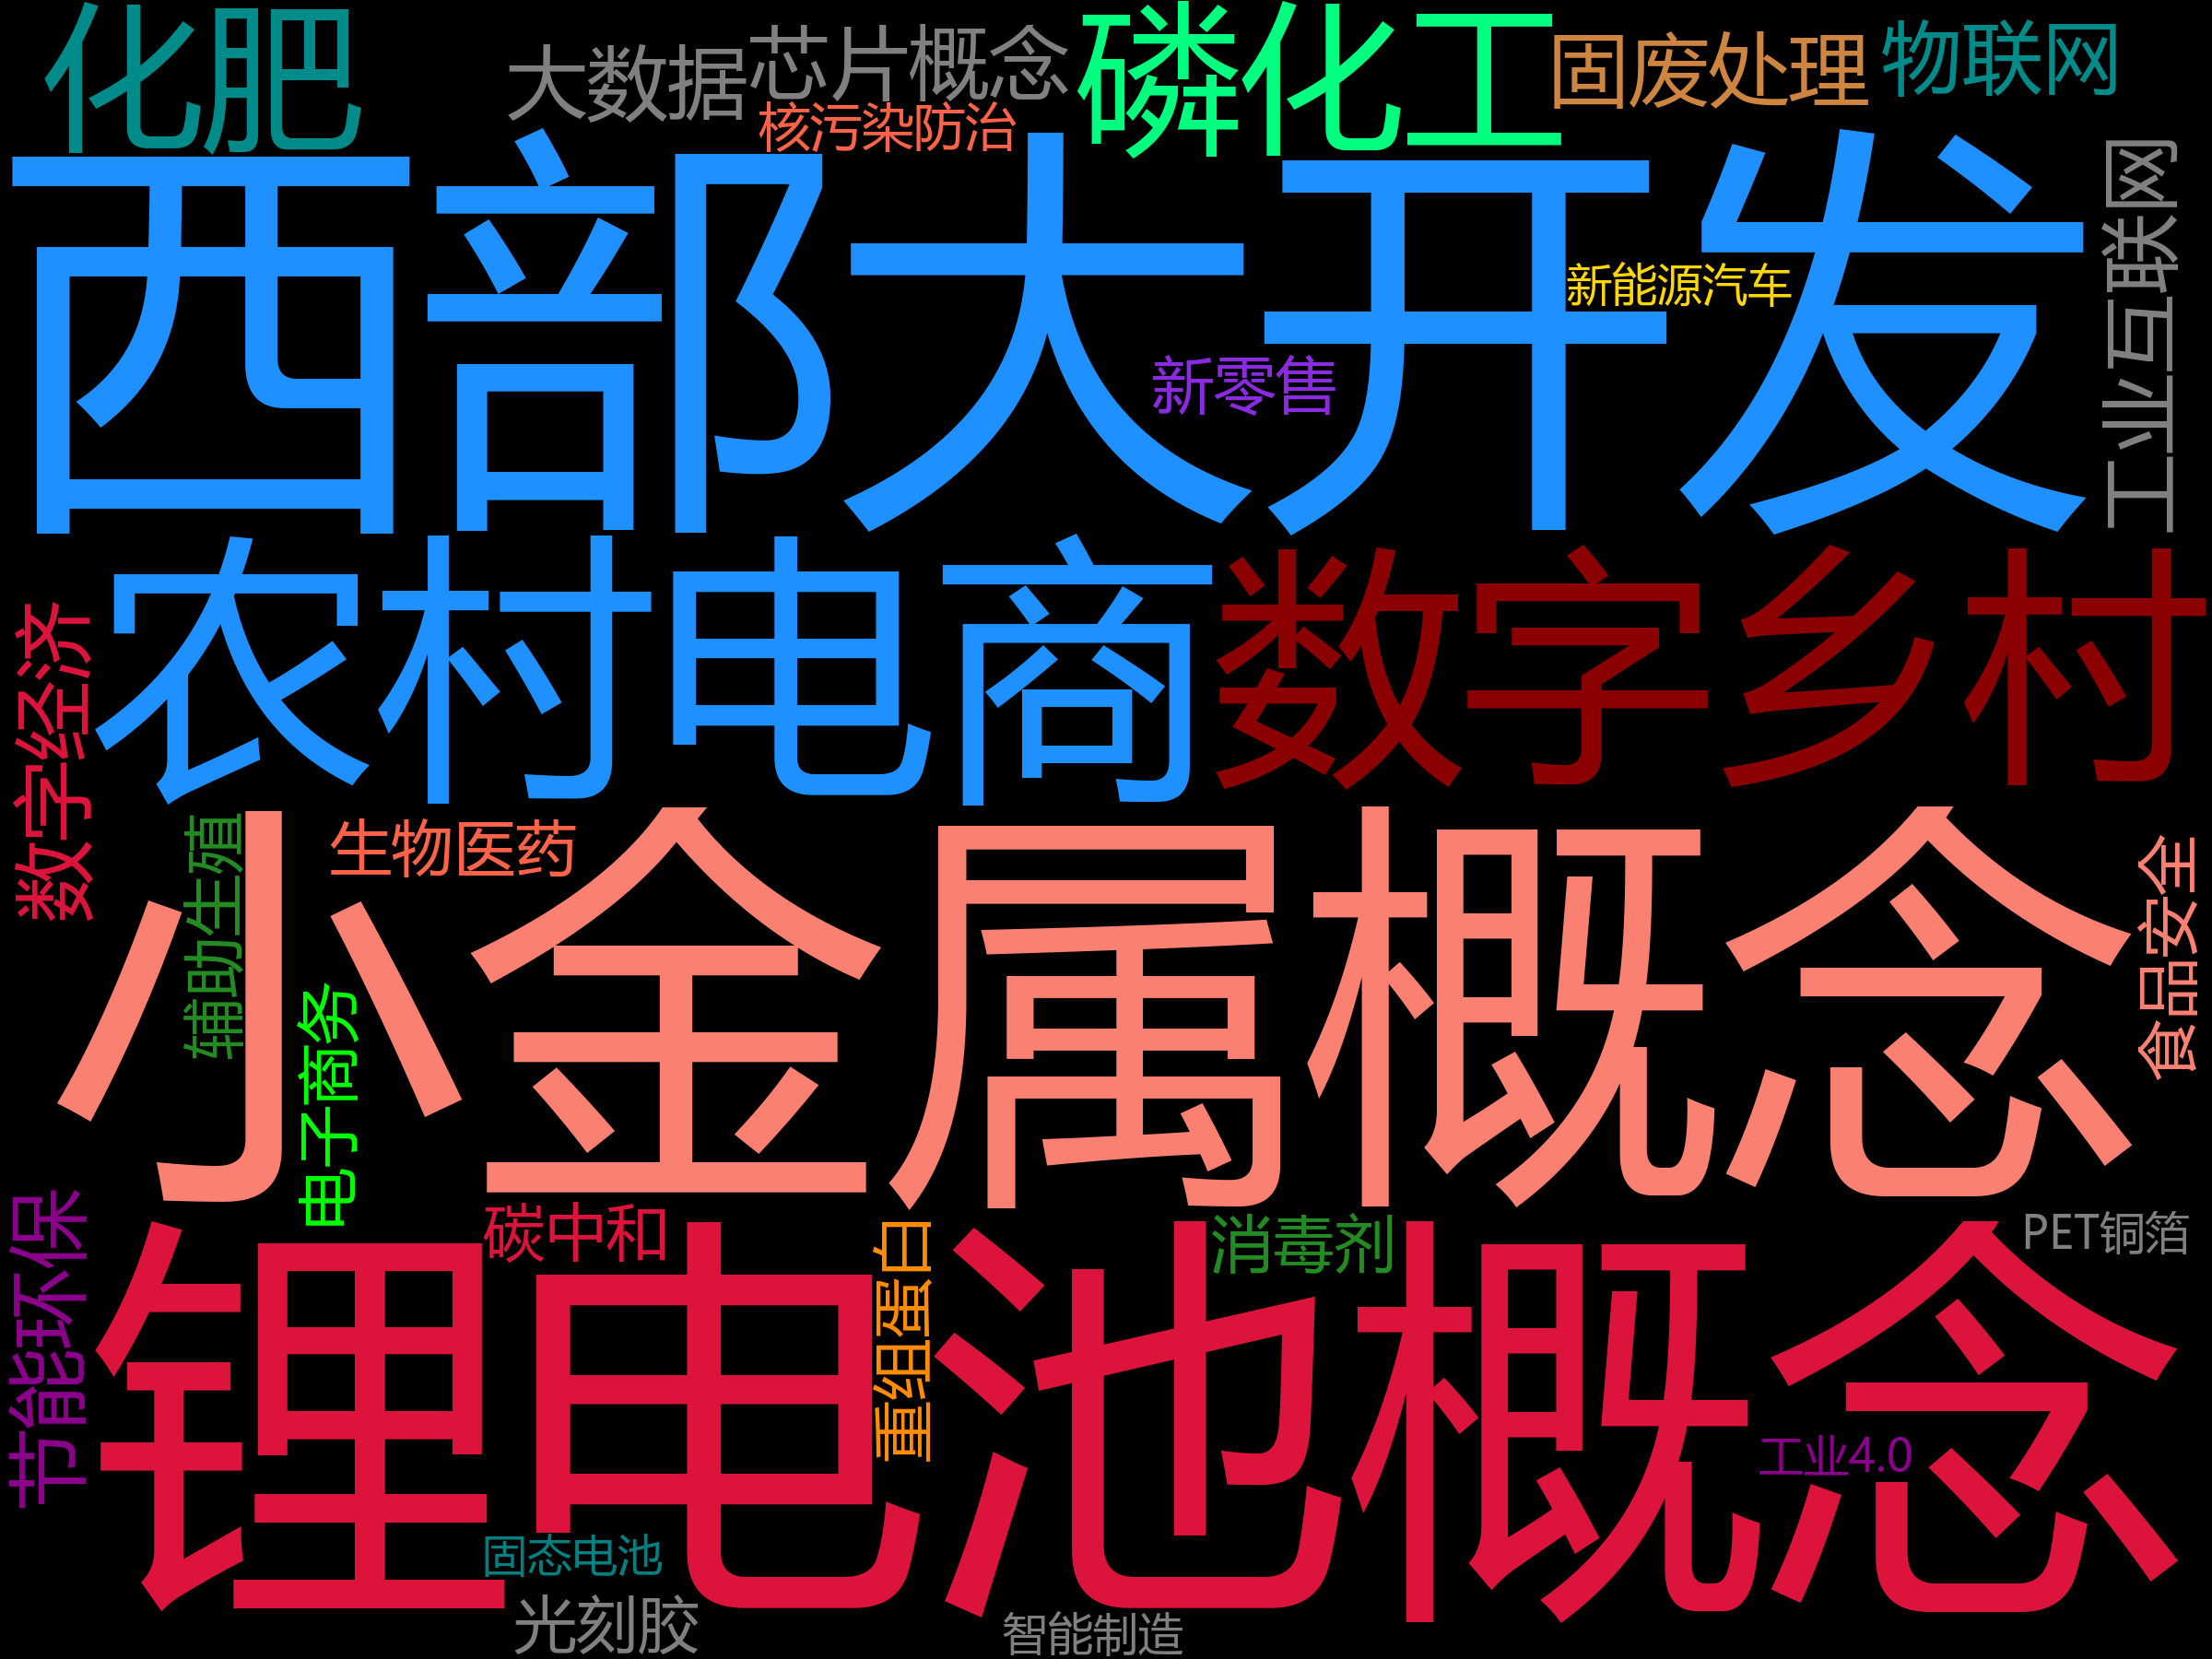 化肥
大数据
芯片概念
磷化工
固废处理
物联网
核污染防治
西部大开发
工业互联网
新能源汽车
新零售
农村电商
数字乡村
数字经济
小金属概念
生物医药
辅助生殖
食品安全
电子商务
节能环保
碳中和
消毒剂
PET铜箔
锂电池概念
重组蛋白
工业4.0
固态电池
光刻胶
智能制造